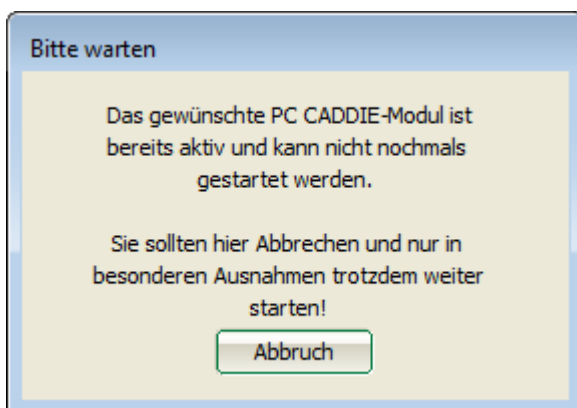 Bitte warten
Das gewünschte PC CADDIE-Modul ist
bereits aktiv und kann nicht nochmals
gestartet werden.
Sie sollten hier Abbrechen und nur in
besonderen Ausnahmen trotzdem weiter
starten!
Abbruch